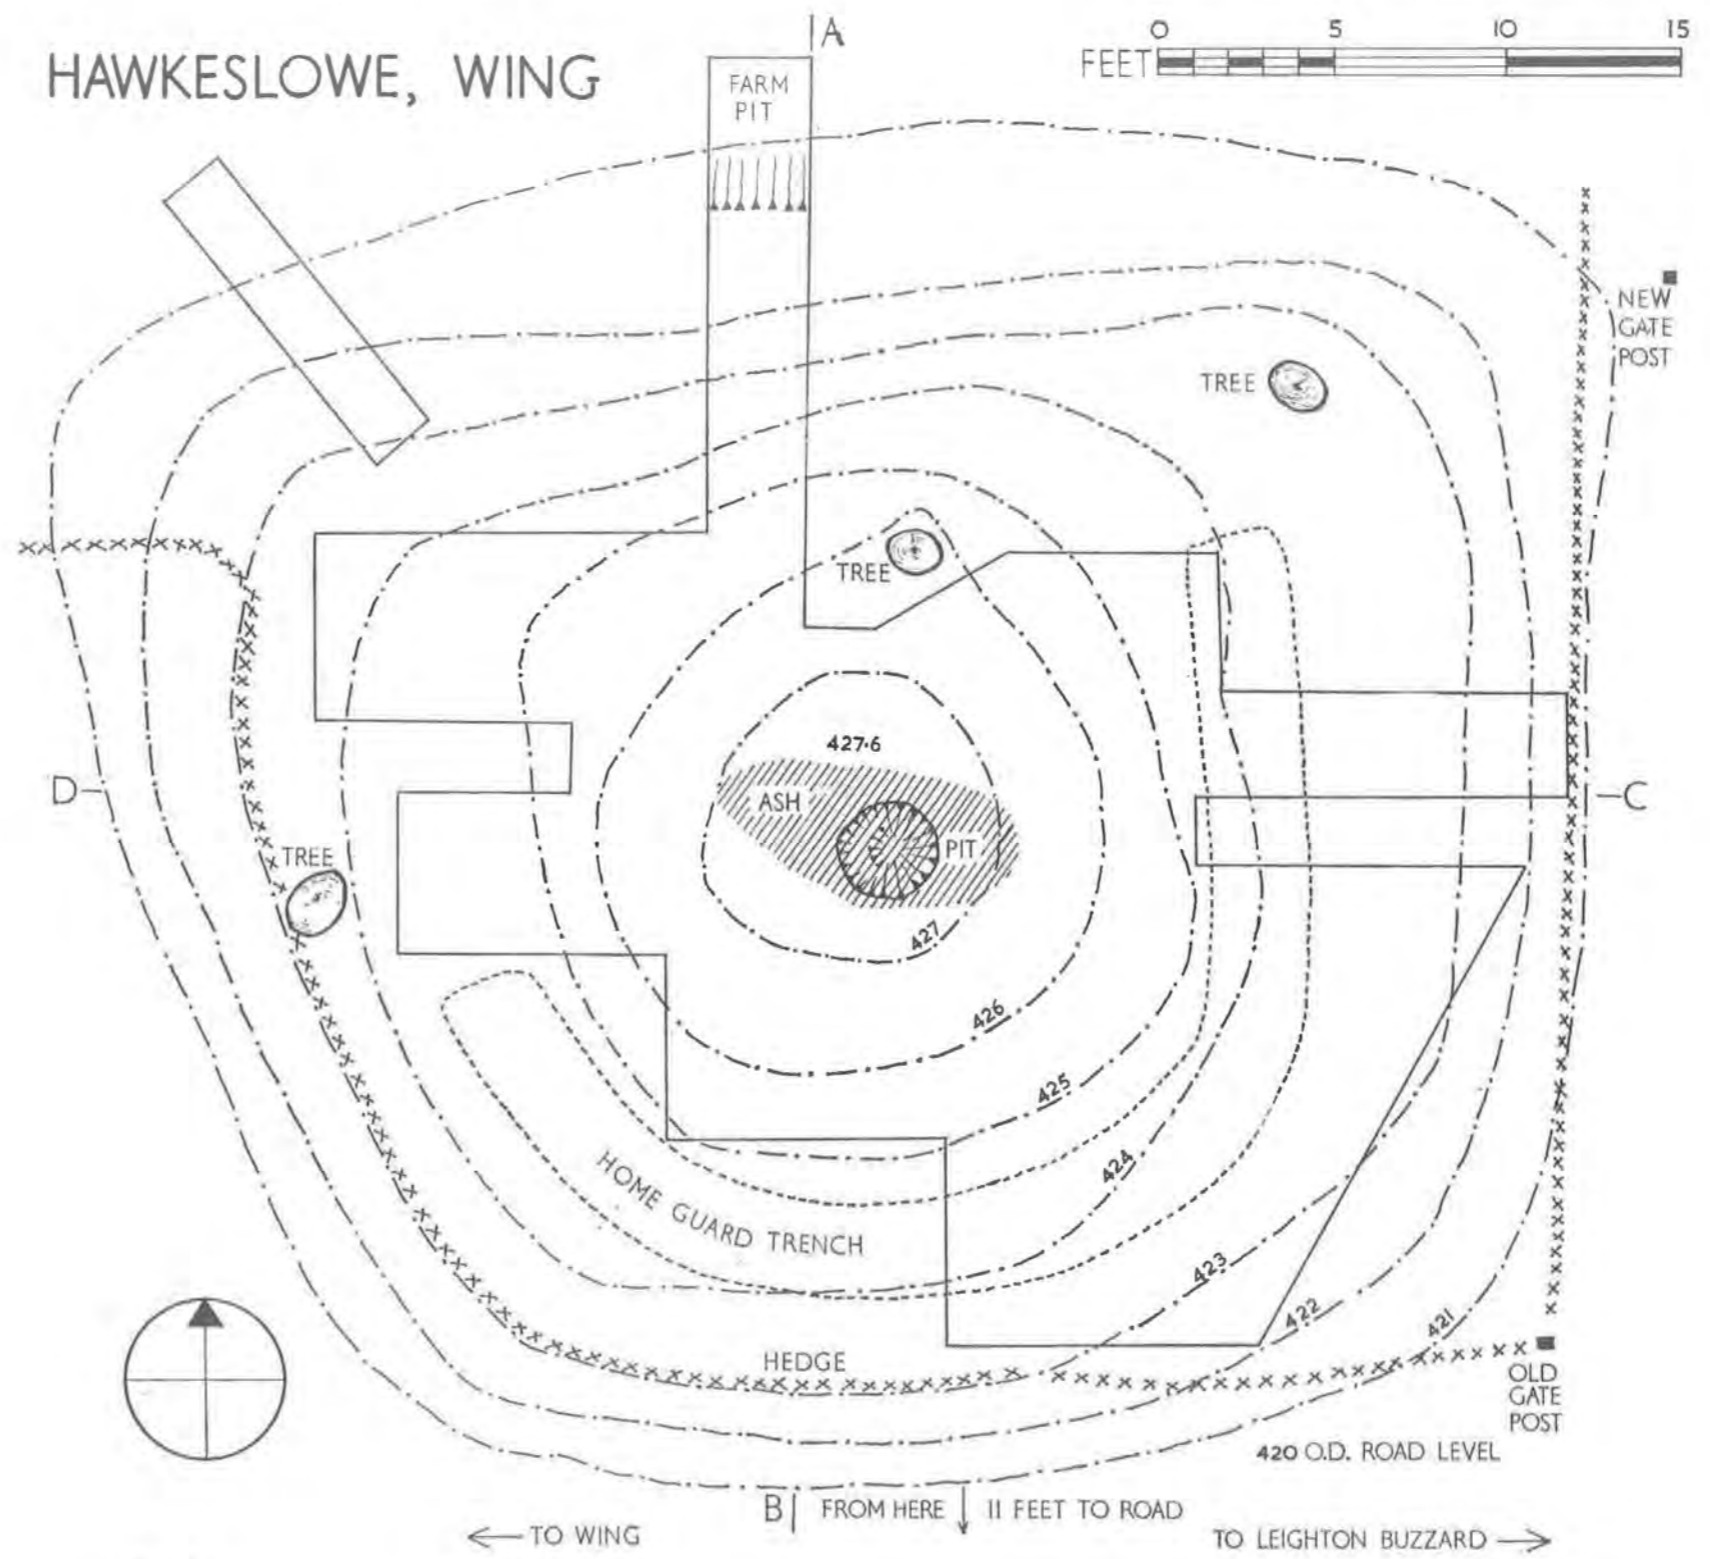 HAWKESLOWE, WING
A
FEET 0 5 10 15
FARM
PIT
NEW
GATE
POST
TREE
TREE
427·6
D
ASH
C
PIT
TREE
427
426
425
424
HOME GUARD TRENCH
423
422
421
HEDGE
OLD
GATE
POST
420 O.D. ROAD LEVEL
B
FROM HERE ↓ 11 FEET TO ROAD
← TO WING
TO LEIGHTON BUZZARD →